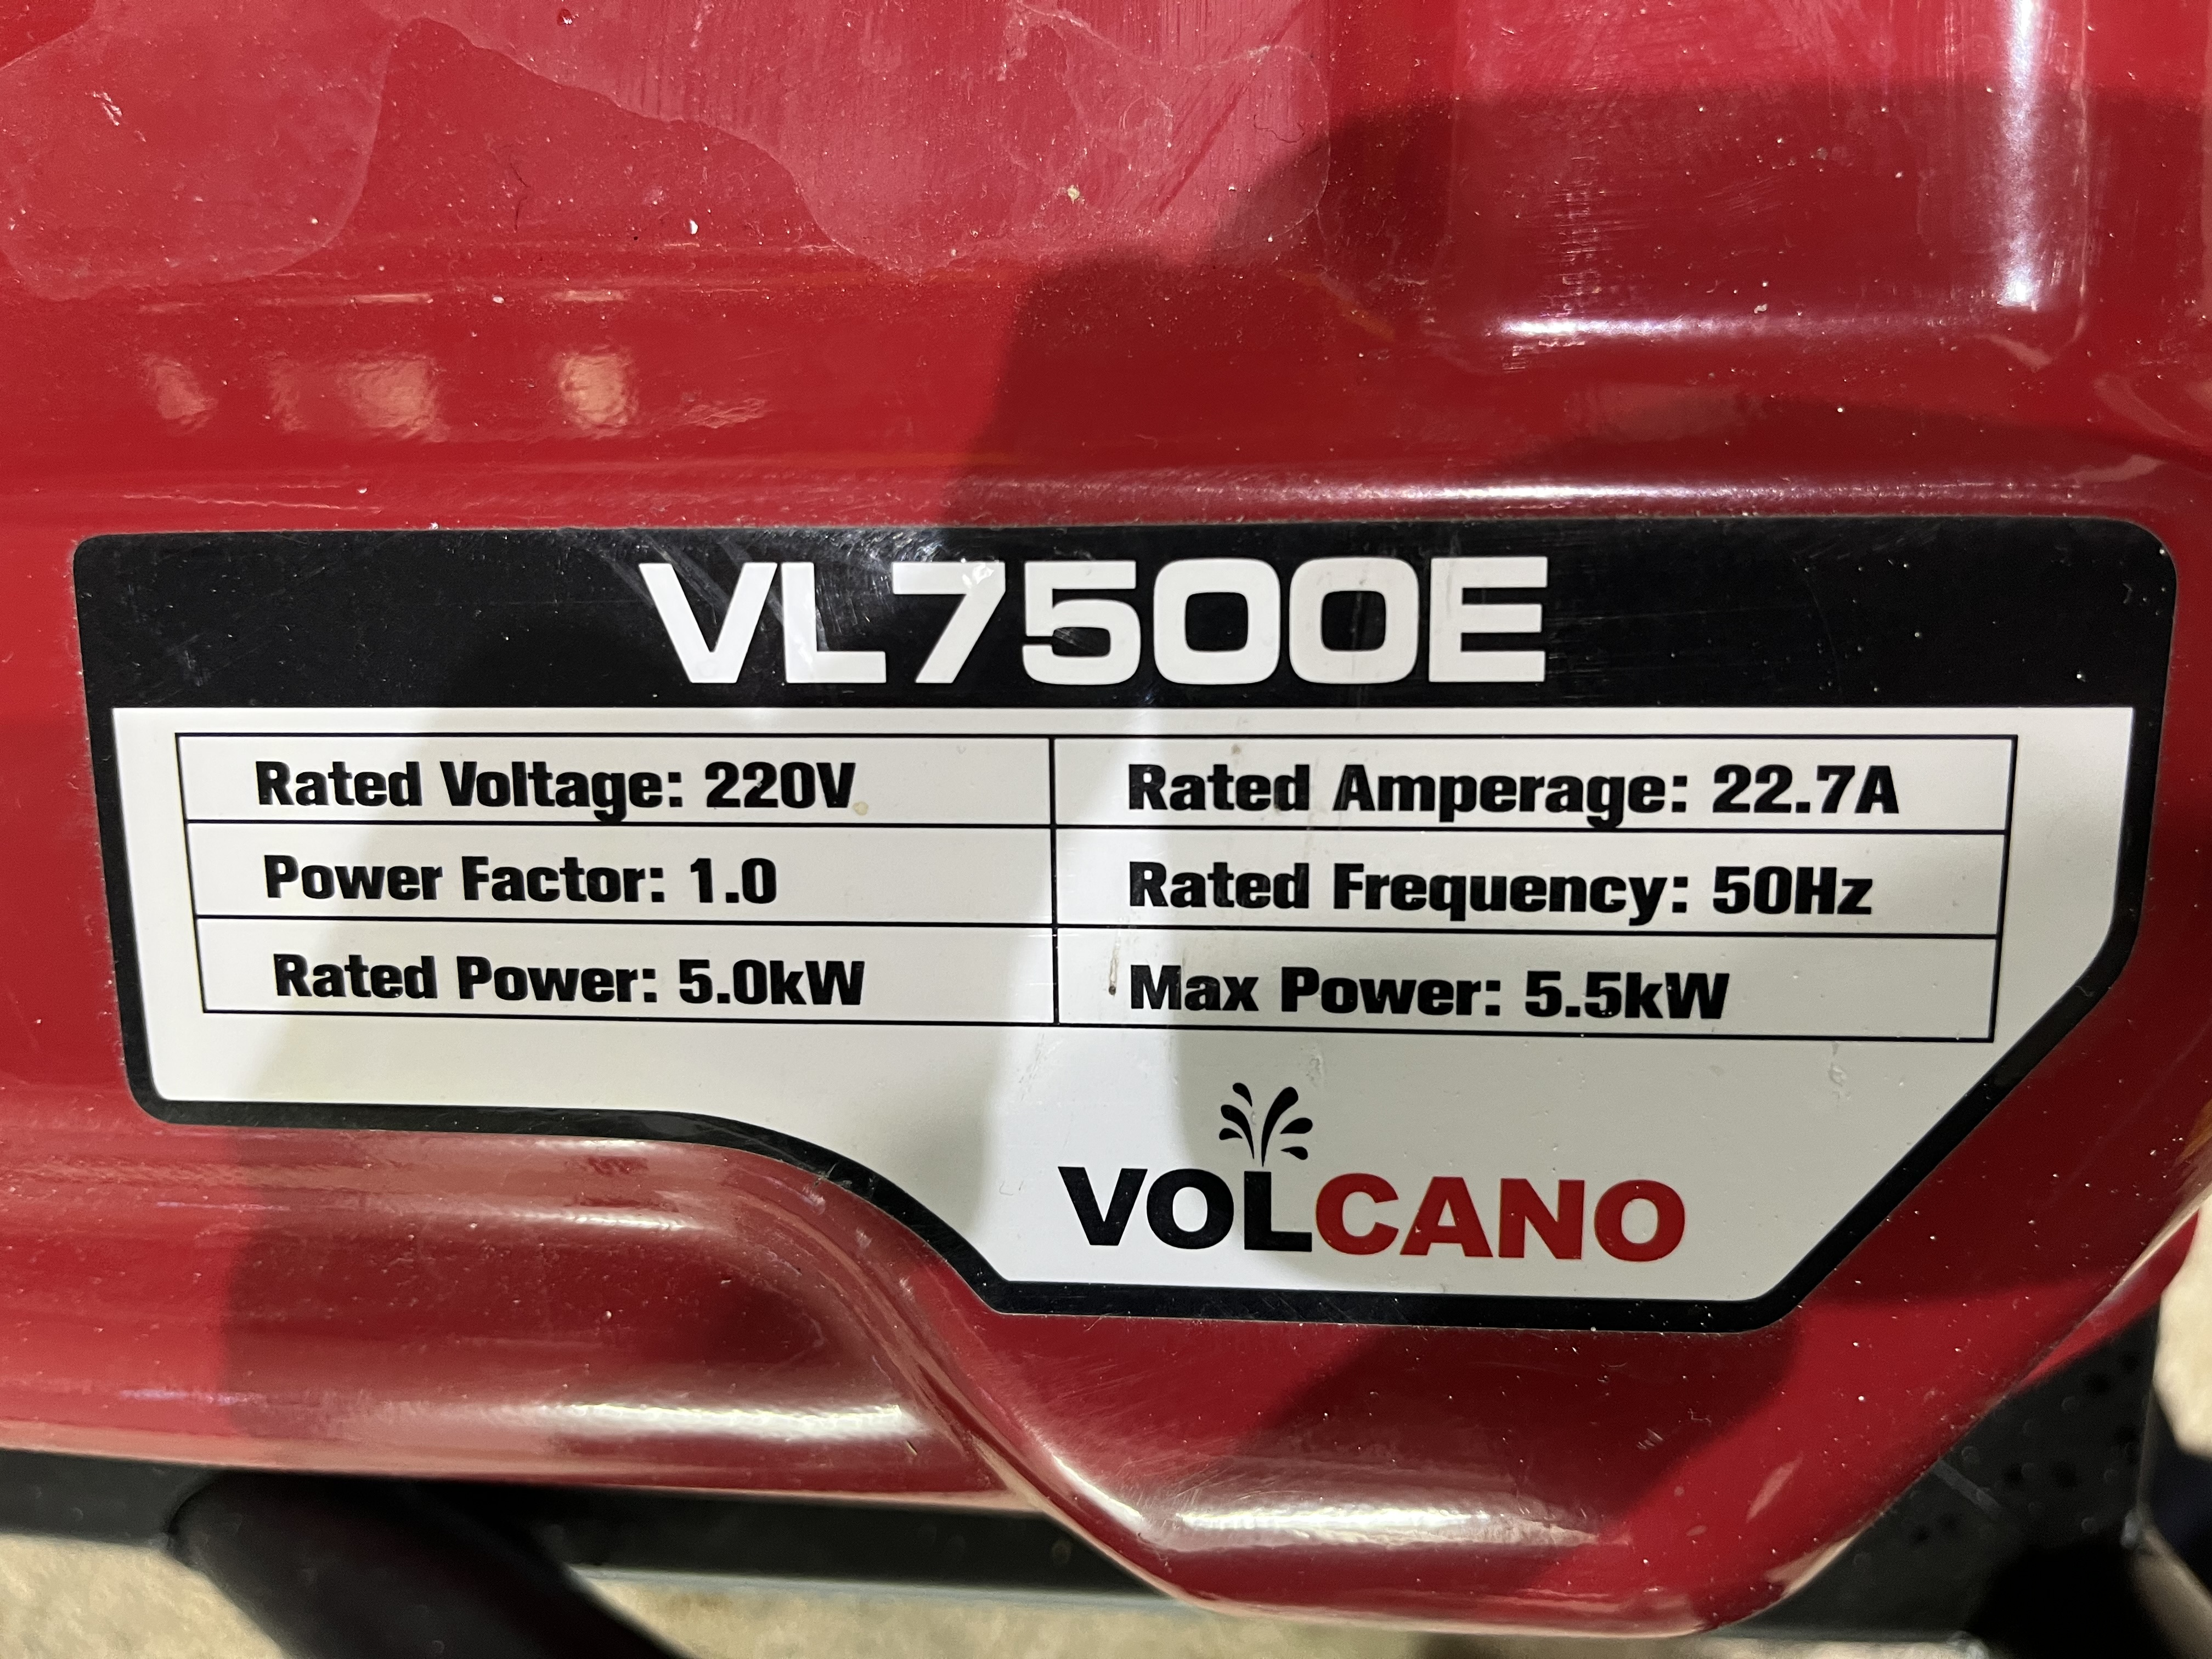 VL7500E
Rated Voltage: 220V
Rated Amperage: 22.7A
Power Factor: 1.0
Rated Frequency: 50Hz
Rated Power: 5.0kW
Max Power: 5.5kW
VOLCANO